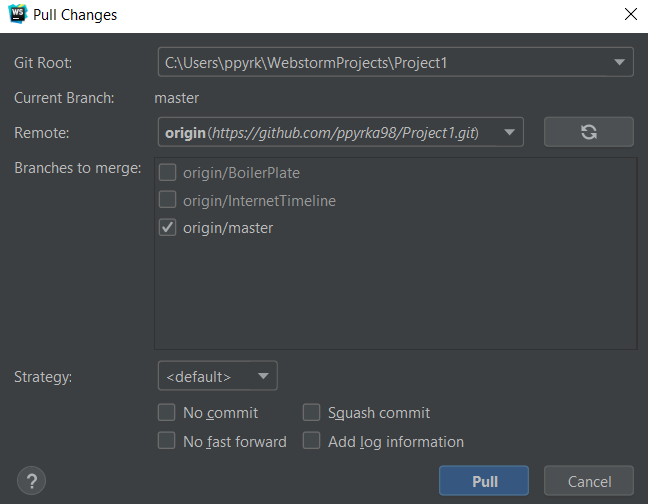 WS Pull Changes
Git Root: C:\Users\ppyrk\WebstormProjects\Project1
Current Branch: master
Remote: origin(https://github.com/ppyrka98/Project1.git)
Branches to merge: origin/BoilerPlate
origin/InternetTimeline
origin/master
Strategy: <default>
No commit Squash commit
No fast forward Add log information
? Pull Cancel